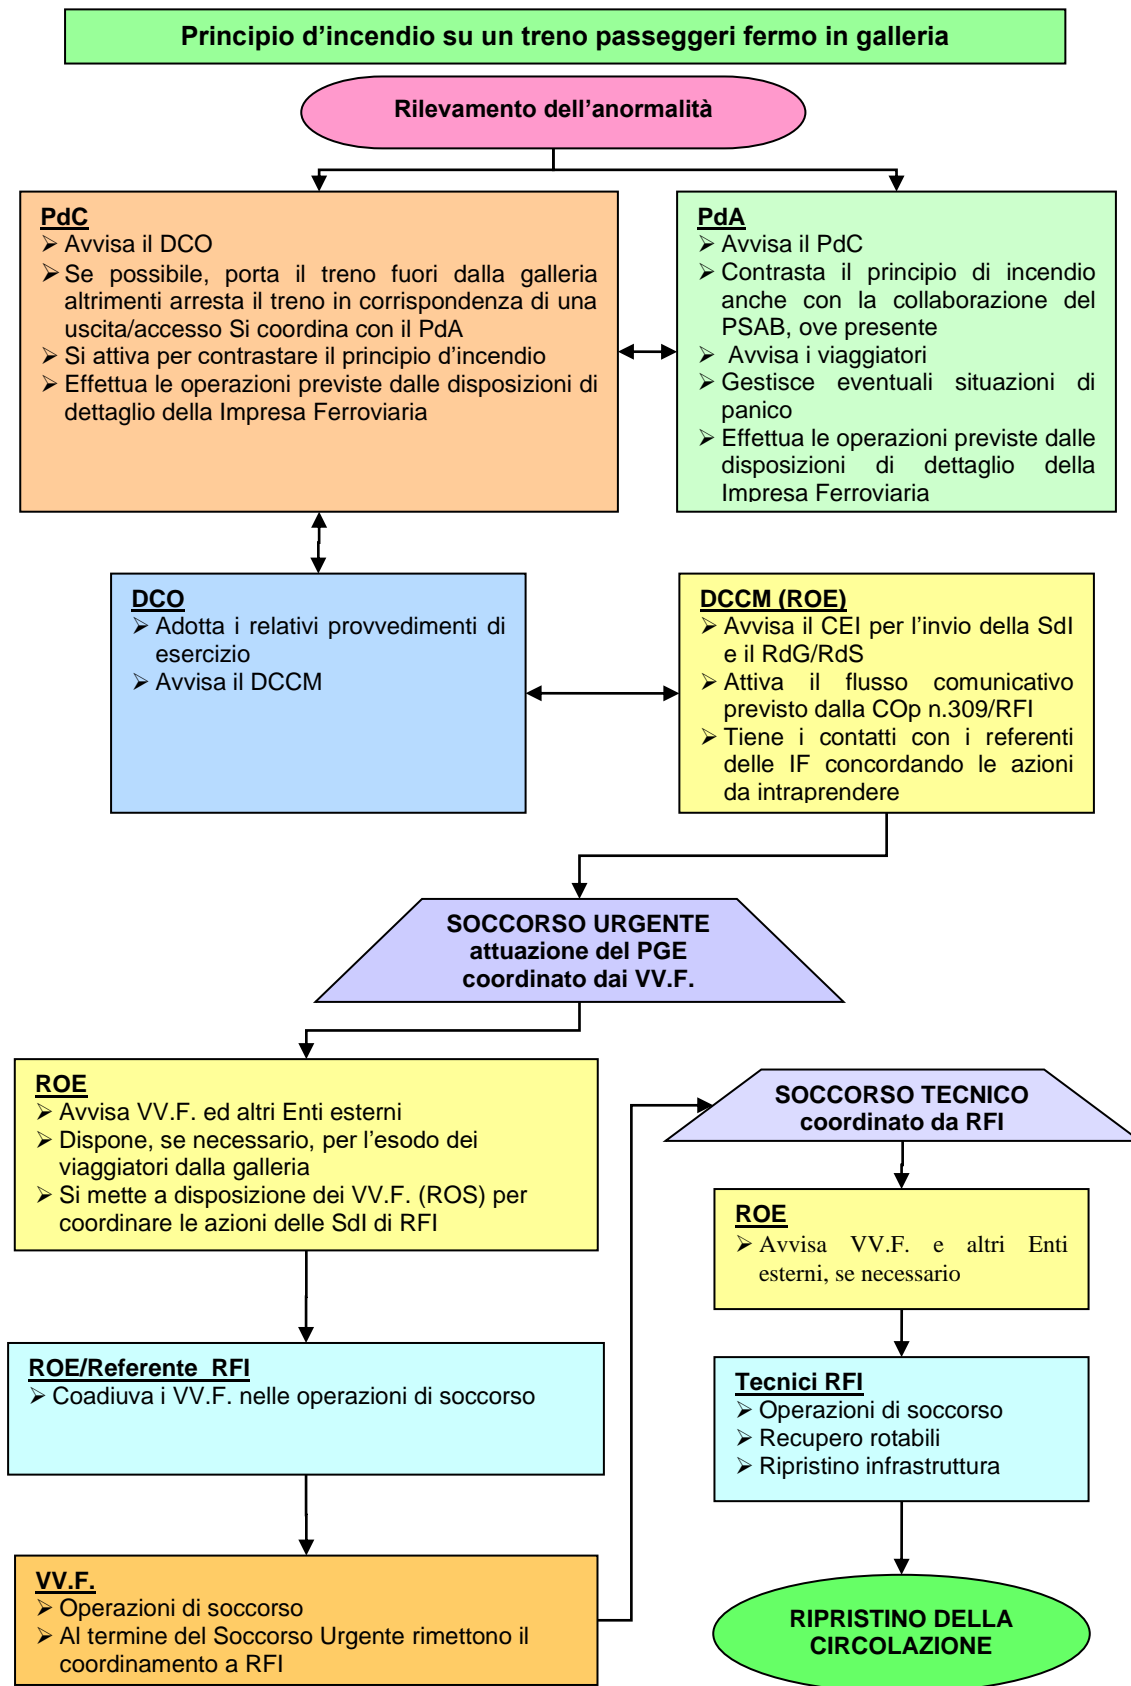 Principio d'incendio su un treno passeggeri fermo in galleria
Rilevamento dell'anormalità
PdC
➢ Avvisa il DCO
➢ Se possibile, porta il treno fuori dalla galleria
altrimenti arresta il treno in corrispondenza di una
uscita/accesso Si coordina con il PdA
➢ Si attiva per contrastare il principio d'incendio
➢ Effettua le operazioni previste dalle disposizioni di
dettaglio della Impresa Ferroviaria
PdA
➢ Avvisa il PdC
➢ Contrasta il principio di incendio
anche con la collaborazione del
PSAB, ove presente
➢ Avvisa i viaggiatori
➢ Gestisce eventuali situazioni di
panico
➢ Effettua le operazioni previste dalle
disposizioni di dettaglio della
Impresa Ferroviaria
DCO
➢ Adotta i relativi provvedimenti di
esercizio
➢ Avvisa il DCCM
DCCM (ROE)
➢ Avvisa il CEI per l'invio della SdI
e il RdG/RdS
➢ Attiva il flusso comunicativo
previsto dalla COp n.309/RFI
➢ Tiene i contatti con i referenti
delle IF concordando le azioni
da intraprendere
SOCCORSO URGENTE
attuazione del PGE
coordinato dai VV.F.
ROE
➢ Avvisa VV.F. ed altri Enti esterni
➢ Dispone, se necessario, per l'esodo dei
viaggiatori dalla galleria
➢ Si mette a disposizione dei VV.F. (ROS) per
coordinare le azioni delle SdI di RFI
ROE/Referente RFI
➢ Coadiuva i VV.F. nelle operazioni di soccorso
VV.F.
➢ Operazioni di soccorso
➢ Al termine del Soccorso Urgente rimettono il
coordinamento a RFI
SOCCORSO TECNICO
coordinato da RFI
ROE
➢ Avvisa VV.F. e altri Enti
esterni, se necessario
Tecnici RFI
➢ Operazioni di soccorso
➢ Recupero rotabili
➢ Ripristino infrastruttura
RIPRISTINO DELLA
CIRCOLAZIONE